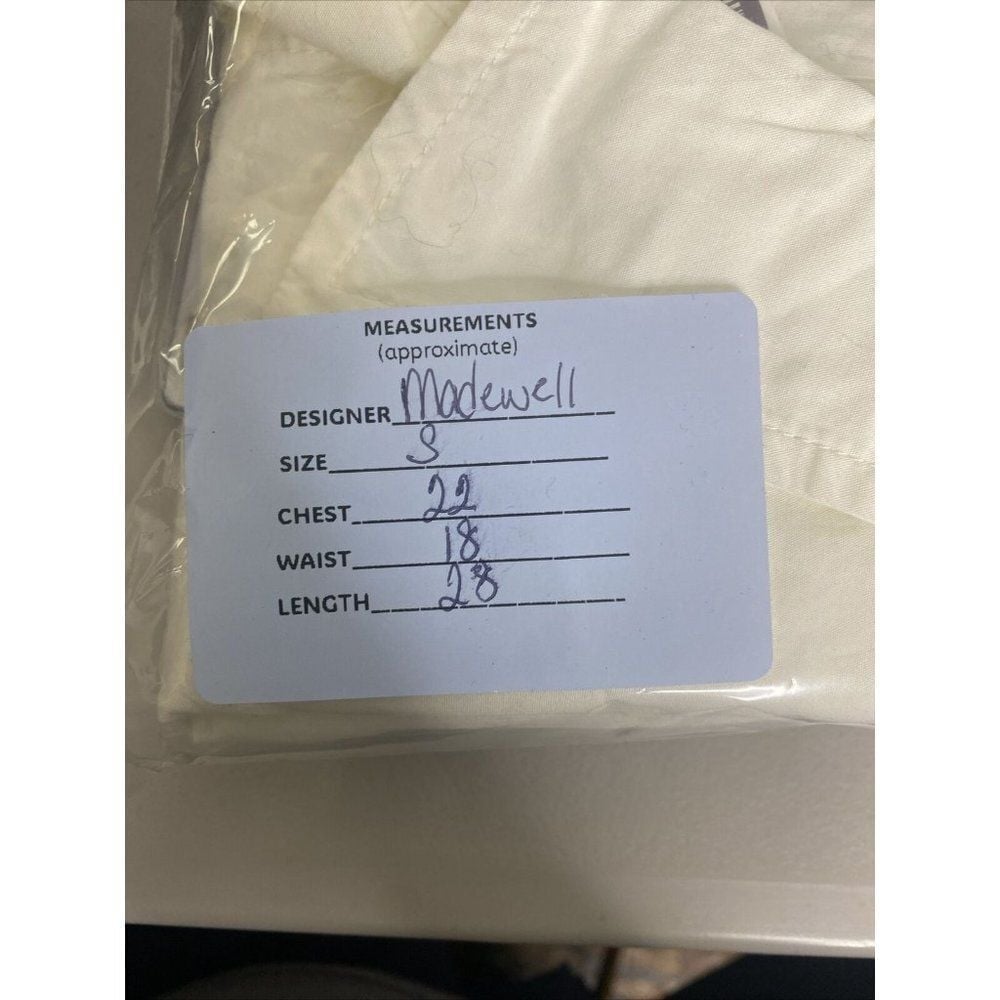 MEASUREMENTS
(approximate)
DESIGNER Madewell
SIZE S
CHEST 22
WAIST 18
LENGTH 28